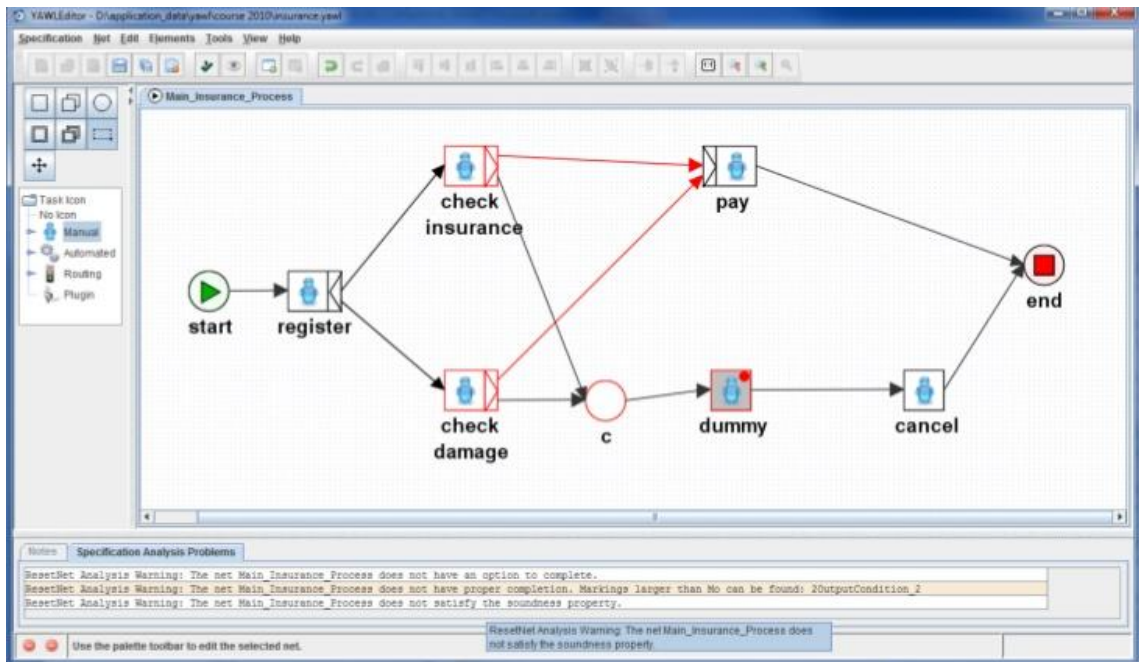 YAWLEditor - D:\application_data\yawl\course 2010\insurance.yawl
Specification Net Edit Elements Tools View Help
Main_Insurance_Process
Task Icon
No Icon
Manual
Automated
Routing
Plugin
check
insurance
pay
start
register
end
check
damage
c
dummy
cancel
Notes Specification Analysis Problems
ResetNet Analysis Warning: The net Main_Insurance_Process does not have an option to complete.
ResetNet Analysis Warning: The net Main_Insurance_Process does not have proper completion. Markings larger than Mo can be found: 2OutputCondition_2
ResetNet Analysis Warning: The net Main_Insurance_Process does not satisfy the soundness property.
ResetNet Analysis Warning: The net Main_Insurance_Process does
not satisfy the soundness property.
Use the palette toolbar to edit the selected net.